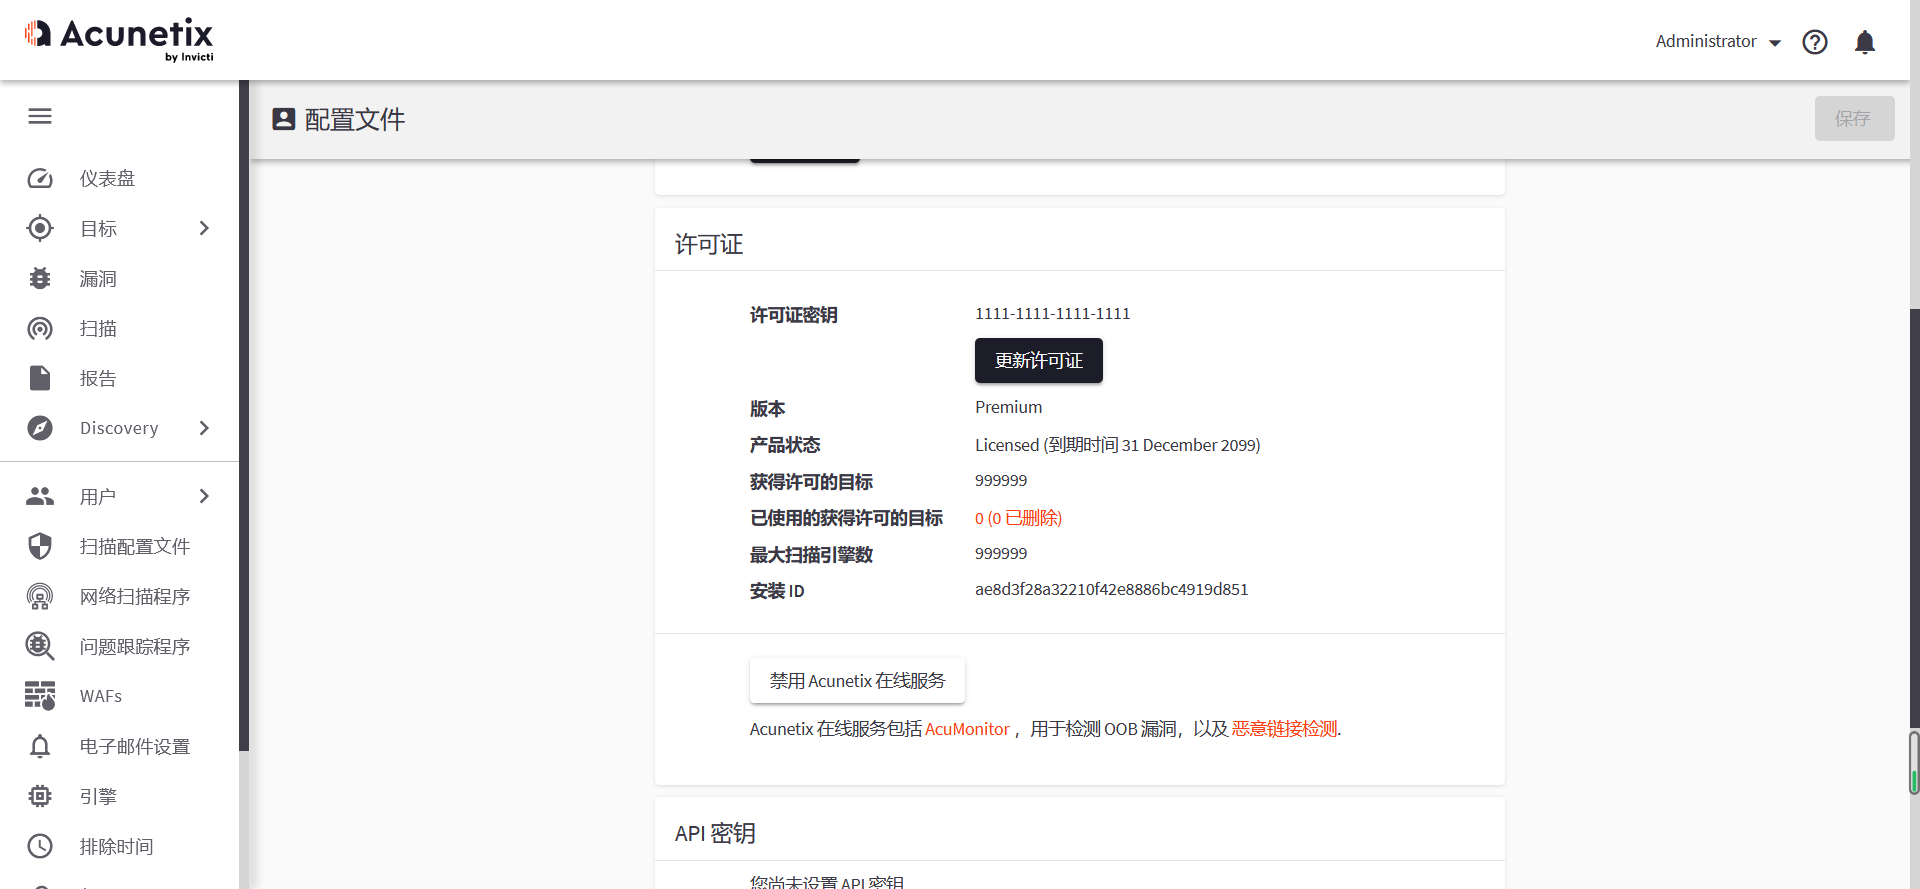 Acunetix
by Invicti
Administrator
配置文件
保存
仪表盘
目标
漏洞
扫描
报告
Discovery
用户
扫描配置文件
网络扫描程序
问题跟踪程序
WAFs
电子邮件设置
引擎
排除时间
许可证
许可证密钥 1111-1111-1111-1111
更新许可证
版本 Premium
产品状态 Licensed (到期时间 31 December 2099)
获得许可的目标 999999
已使用的获得许可的目标 0 (0 已删除)
最大扫描引擎数 999999
安装 ID ae8d3f28a32210f42e8886bc4919d851
禁用 Acunetix 在线服务
Acunetix 在线服务包括 AcuMonitor ，用于检测 OOB 漏洞，以及 恶意链接检测.
API 密钥
您尚未设置 API 密钥